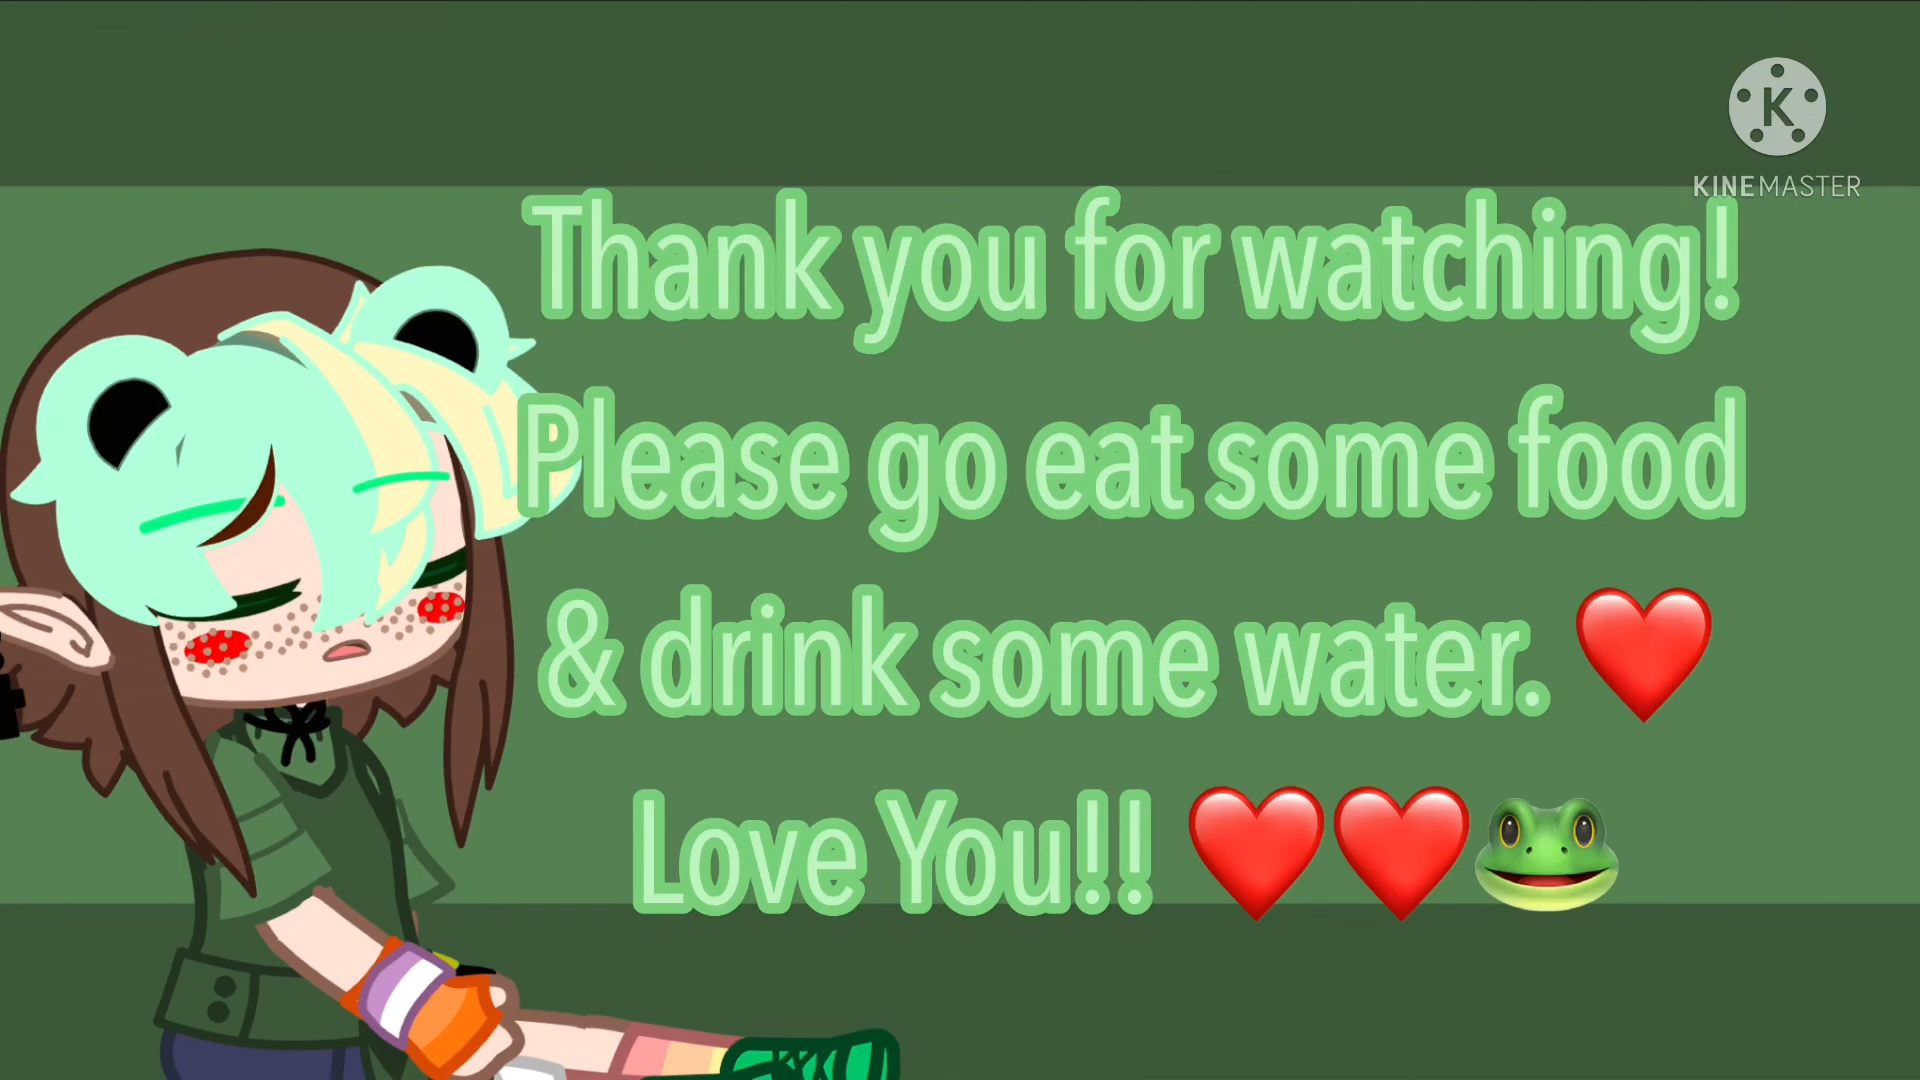 K
KINEMASTER
Thank you for watching!
Please go eat some food
& drink some water. ❤️
Love You!! ❤️❤️🐸